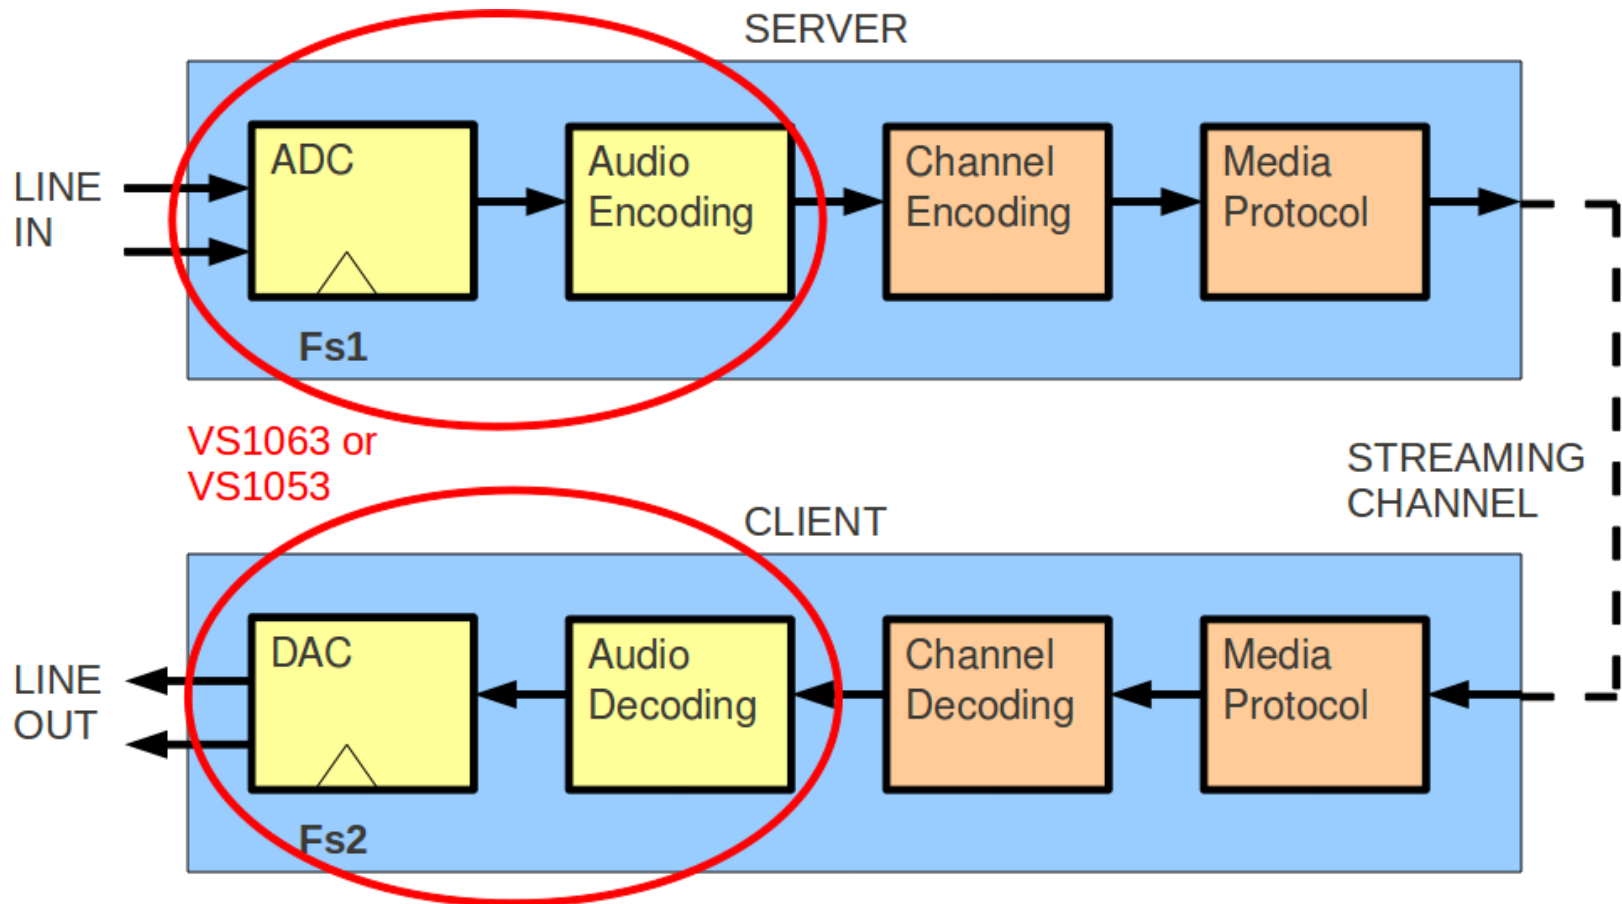 SERVER
LINE
IN
ADC
Audio
Encoding
Channel
Encoding
Media
Protocol
Fs1
VS1063 or
VS1053
STREAMING
CHANNEL
CLIENT
LINE
OUT
DAC
Audio
Decoding
Channel
Decoding
Media
Protocol
Fs2